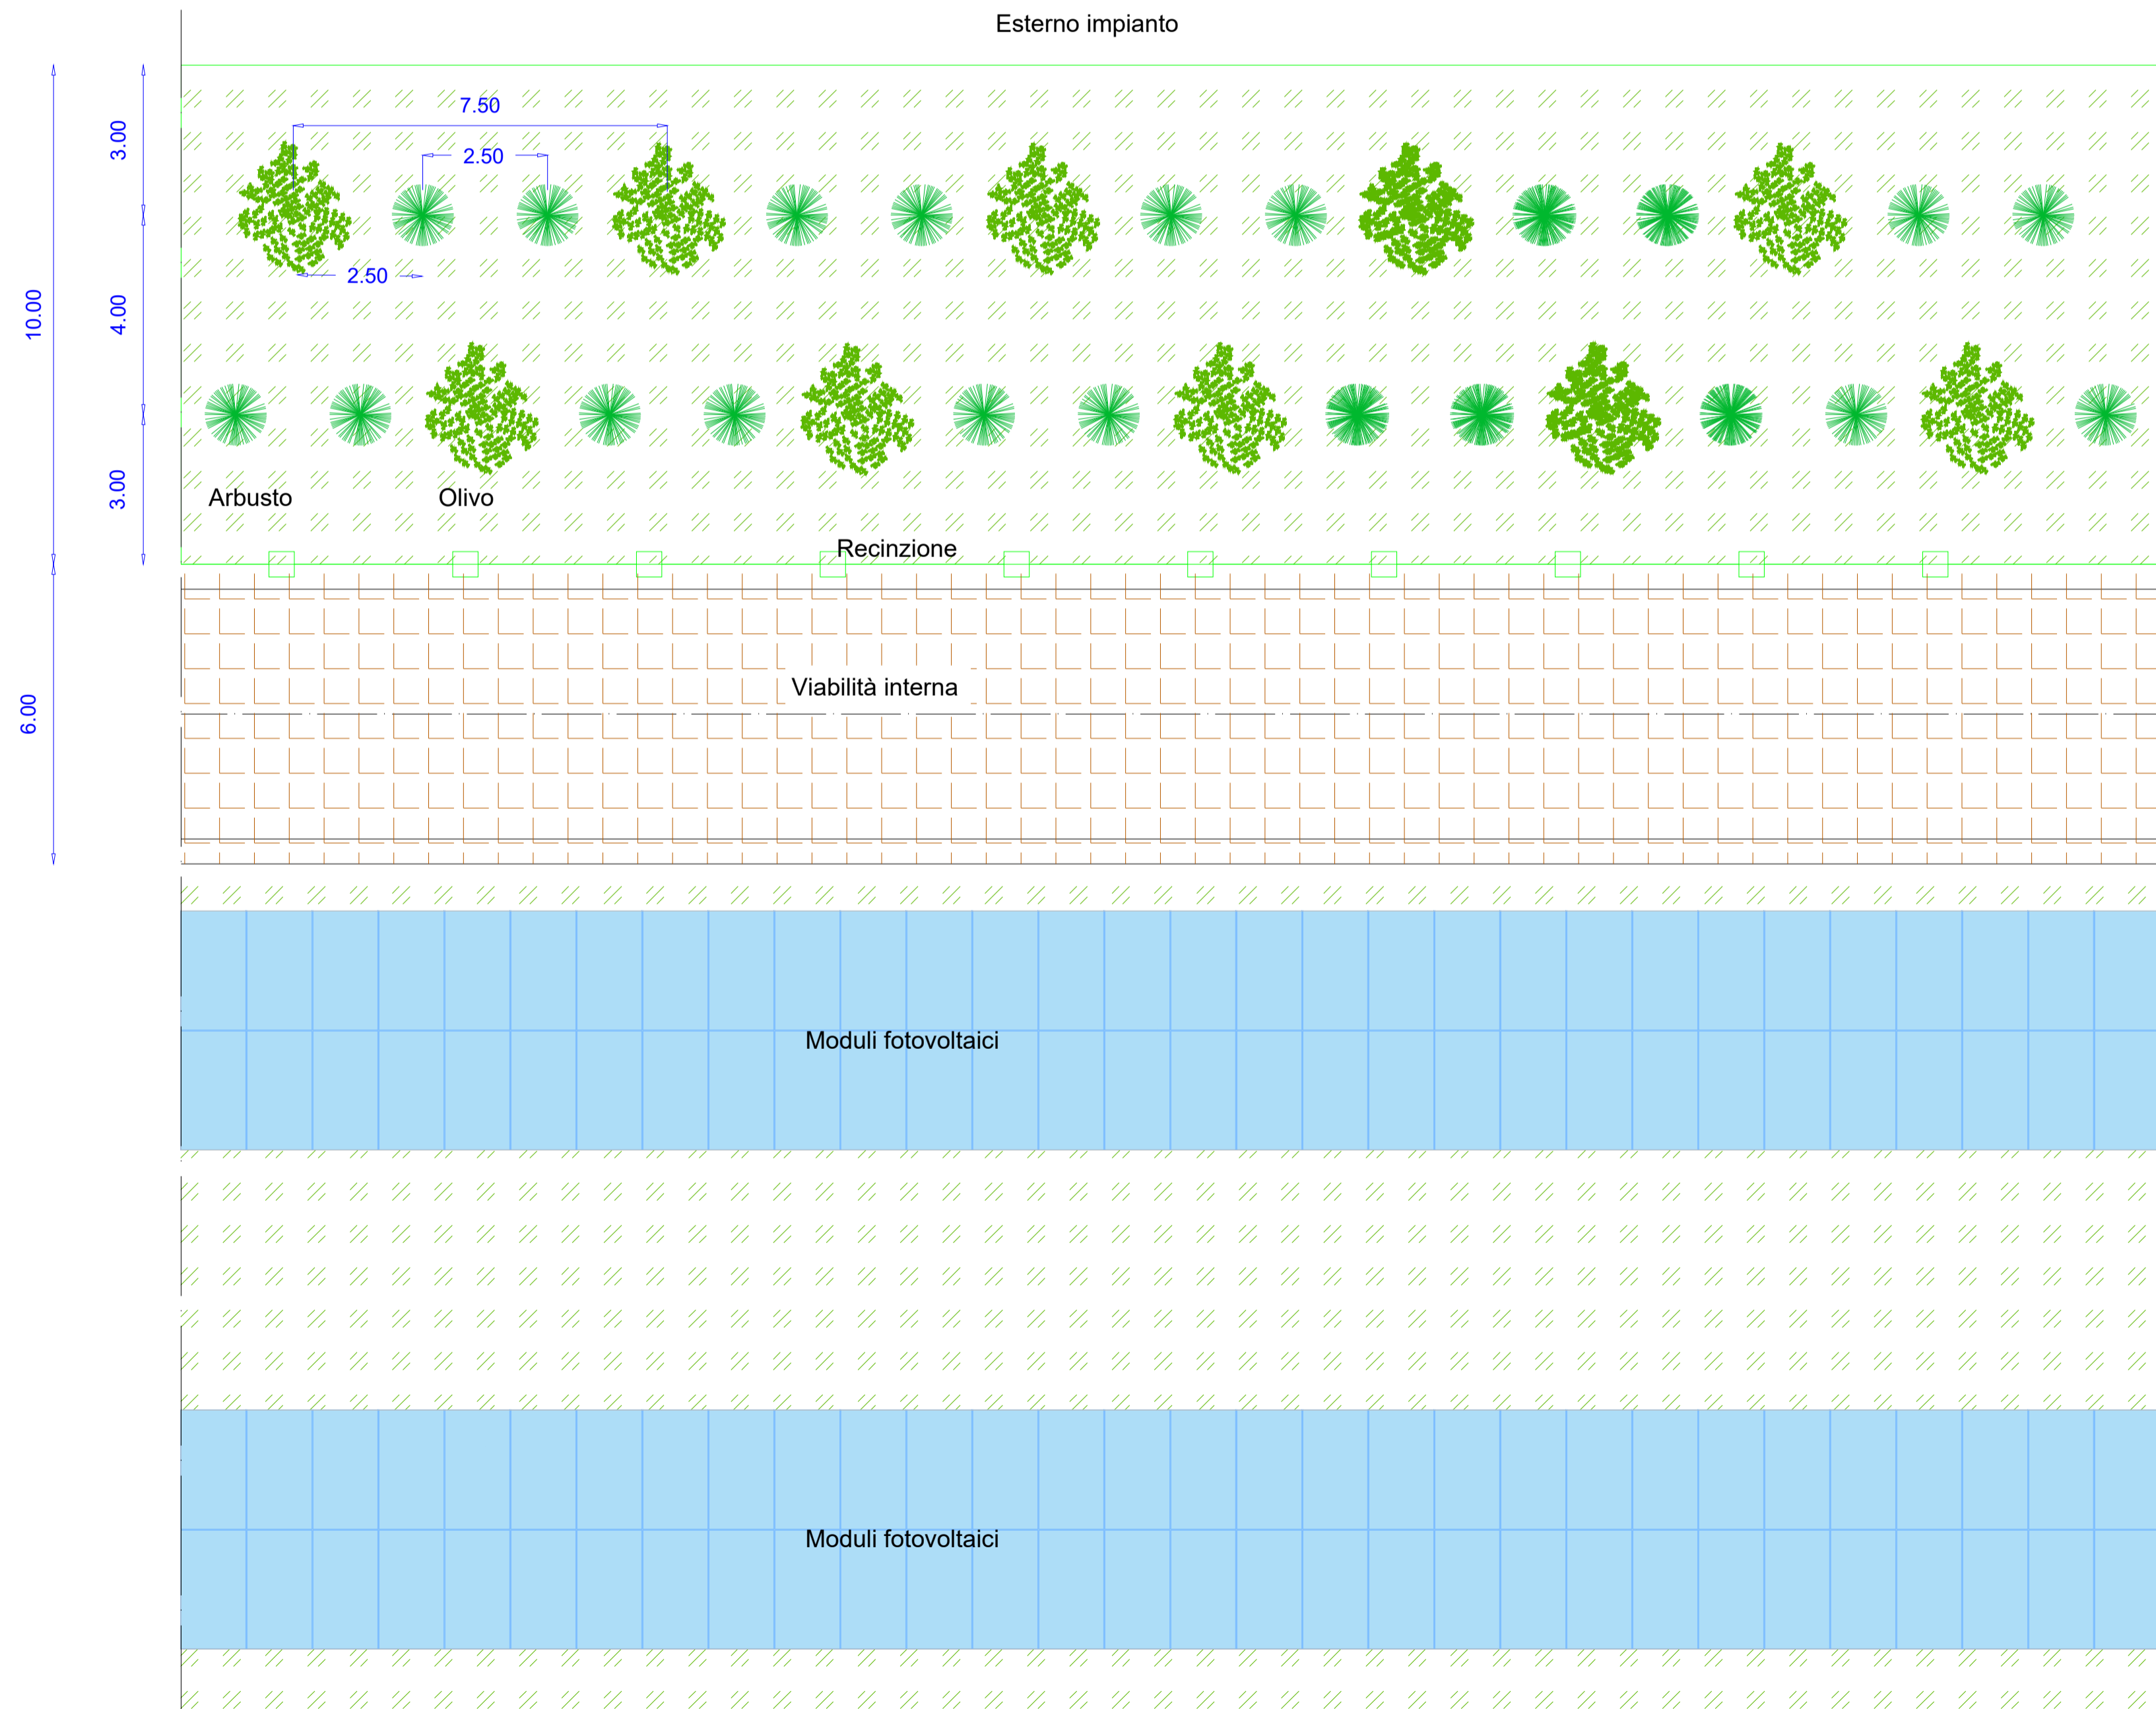 Esterno impianto
7.50
3.00
2.50
2.50
10.00
4.00
3.00
Arbusto
Olivo
Recinzione
Viabilità interna
6.00
Moduli fotovoltaici
Moduli fotovoltaici